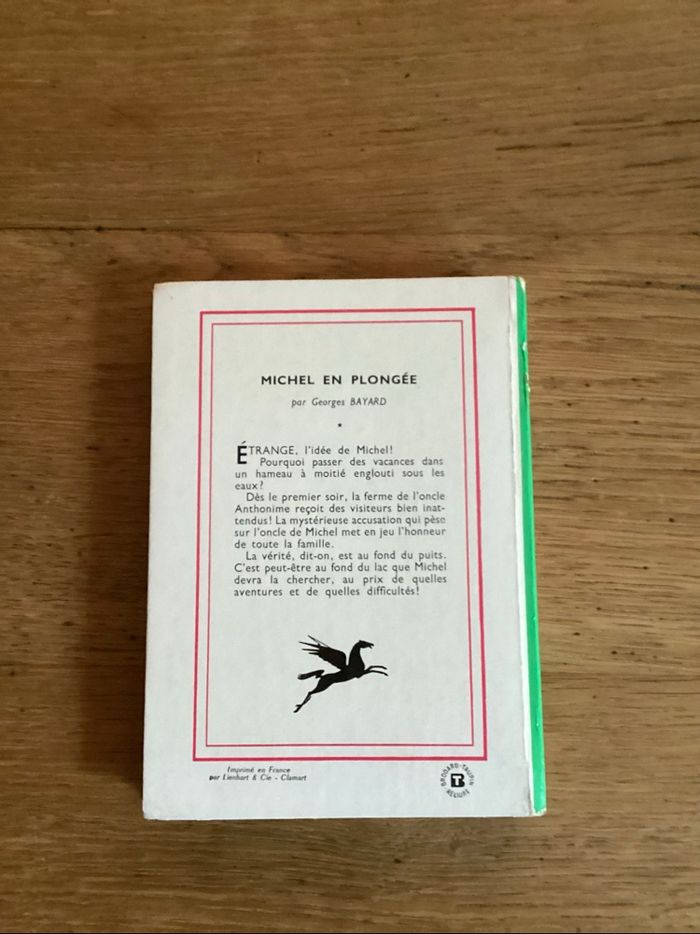 MICHEL EN PLONGÉE
par Georges BAYARD
ÉTRANGE, l'idée de Michel!
Pourquoi passer des vacances dans
un hameau à moitié englouti sous les
eaux?
Dès le premier soir, la ferme de l'oncle
Anthonime reçoit des visiteurs bien inat-
tendus! La mystérieuse accusation qui pèse
sur l'oncle de Michel met en jeu l'honneur
de toute la famille.
La vérité, dit-on, est au fond du puits.
C'est peut-être au fond du lac que Michel
devra la chercher, au prix de quelles
aventures et de quelles difficultés!
Imprimé en France
par Lienhart & Cie - Clamart
BRODARD-TAUPIN
RELIURE